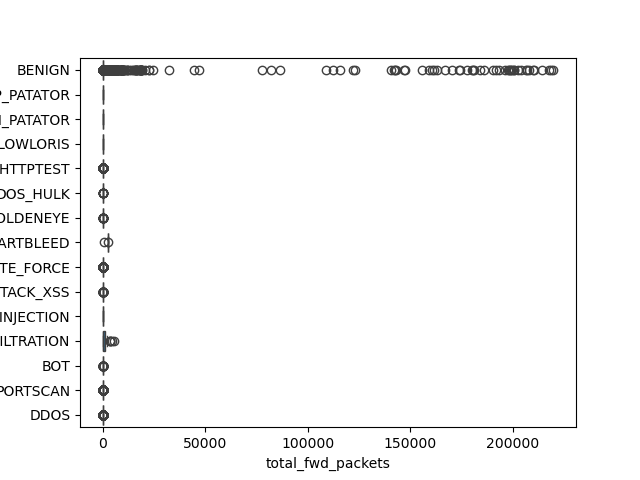 BENIGN
P_PATATOR
H_PATATOR
LOWLORIS
HTTPTEST
DOS_HULK
OLDENEYE
ARTBLEED
TE_FORCE
TACK_XSS
INJECTION
ILTRATION
BOT
PORTSCAN
DDOS
0 50000 100000 150000 200000
total_fwd_packets